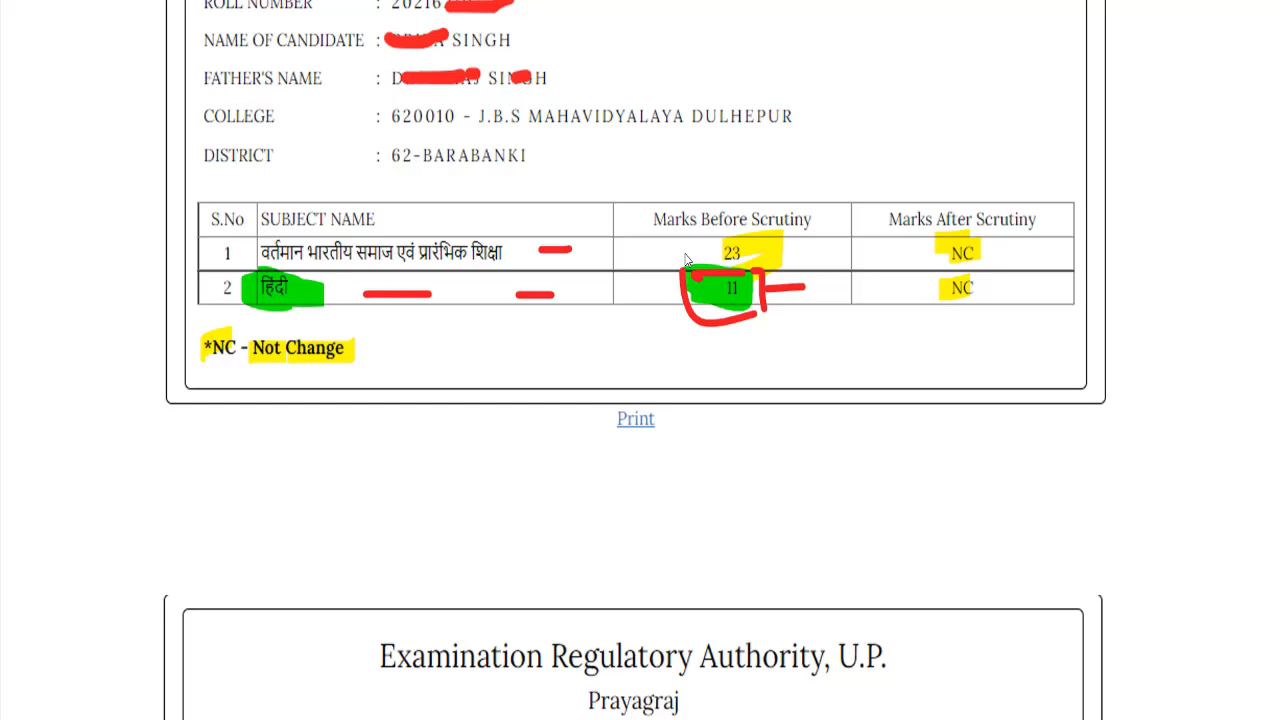 ROLL NUMBER : 20216
NAME OF CANDIDATE : SINGH
FATHER'S NAME :
COLLEGE : 620010 - J.B.S MAHAVIDYALAYA DULHEPUR
DISTRICT : 62-BARABANKI
S.No SUBJECT NAME Marks Before Scrutiny Marks After Scrutiny
1 वर्तमान भारतीय समाज एवं प्रारंभिक शिक्षा 23 NC
2 हिंदी 11 NC
*NC - Not Change
Print
Examination Regulatory Authority, U.P.
Prayagraj